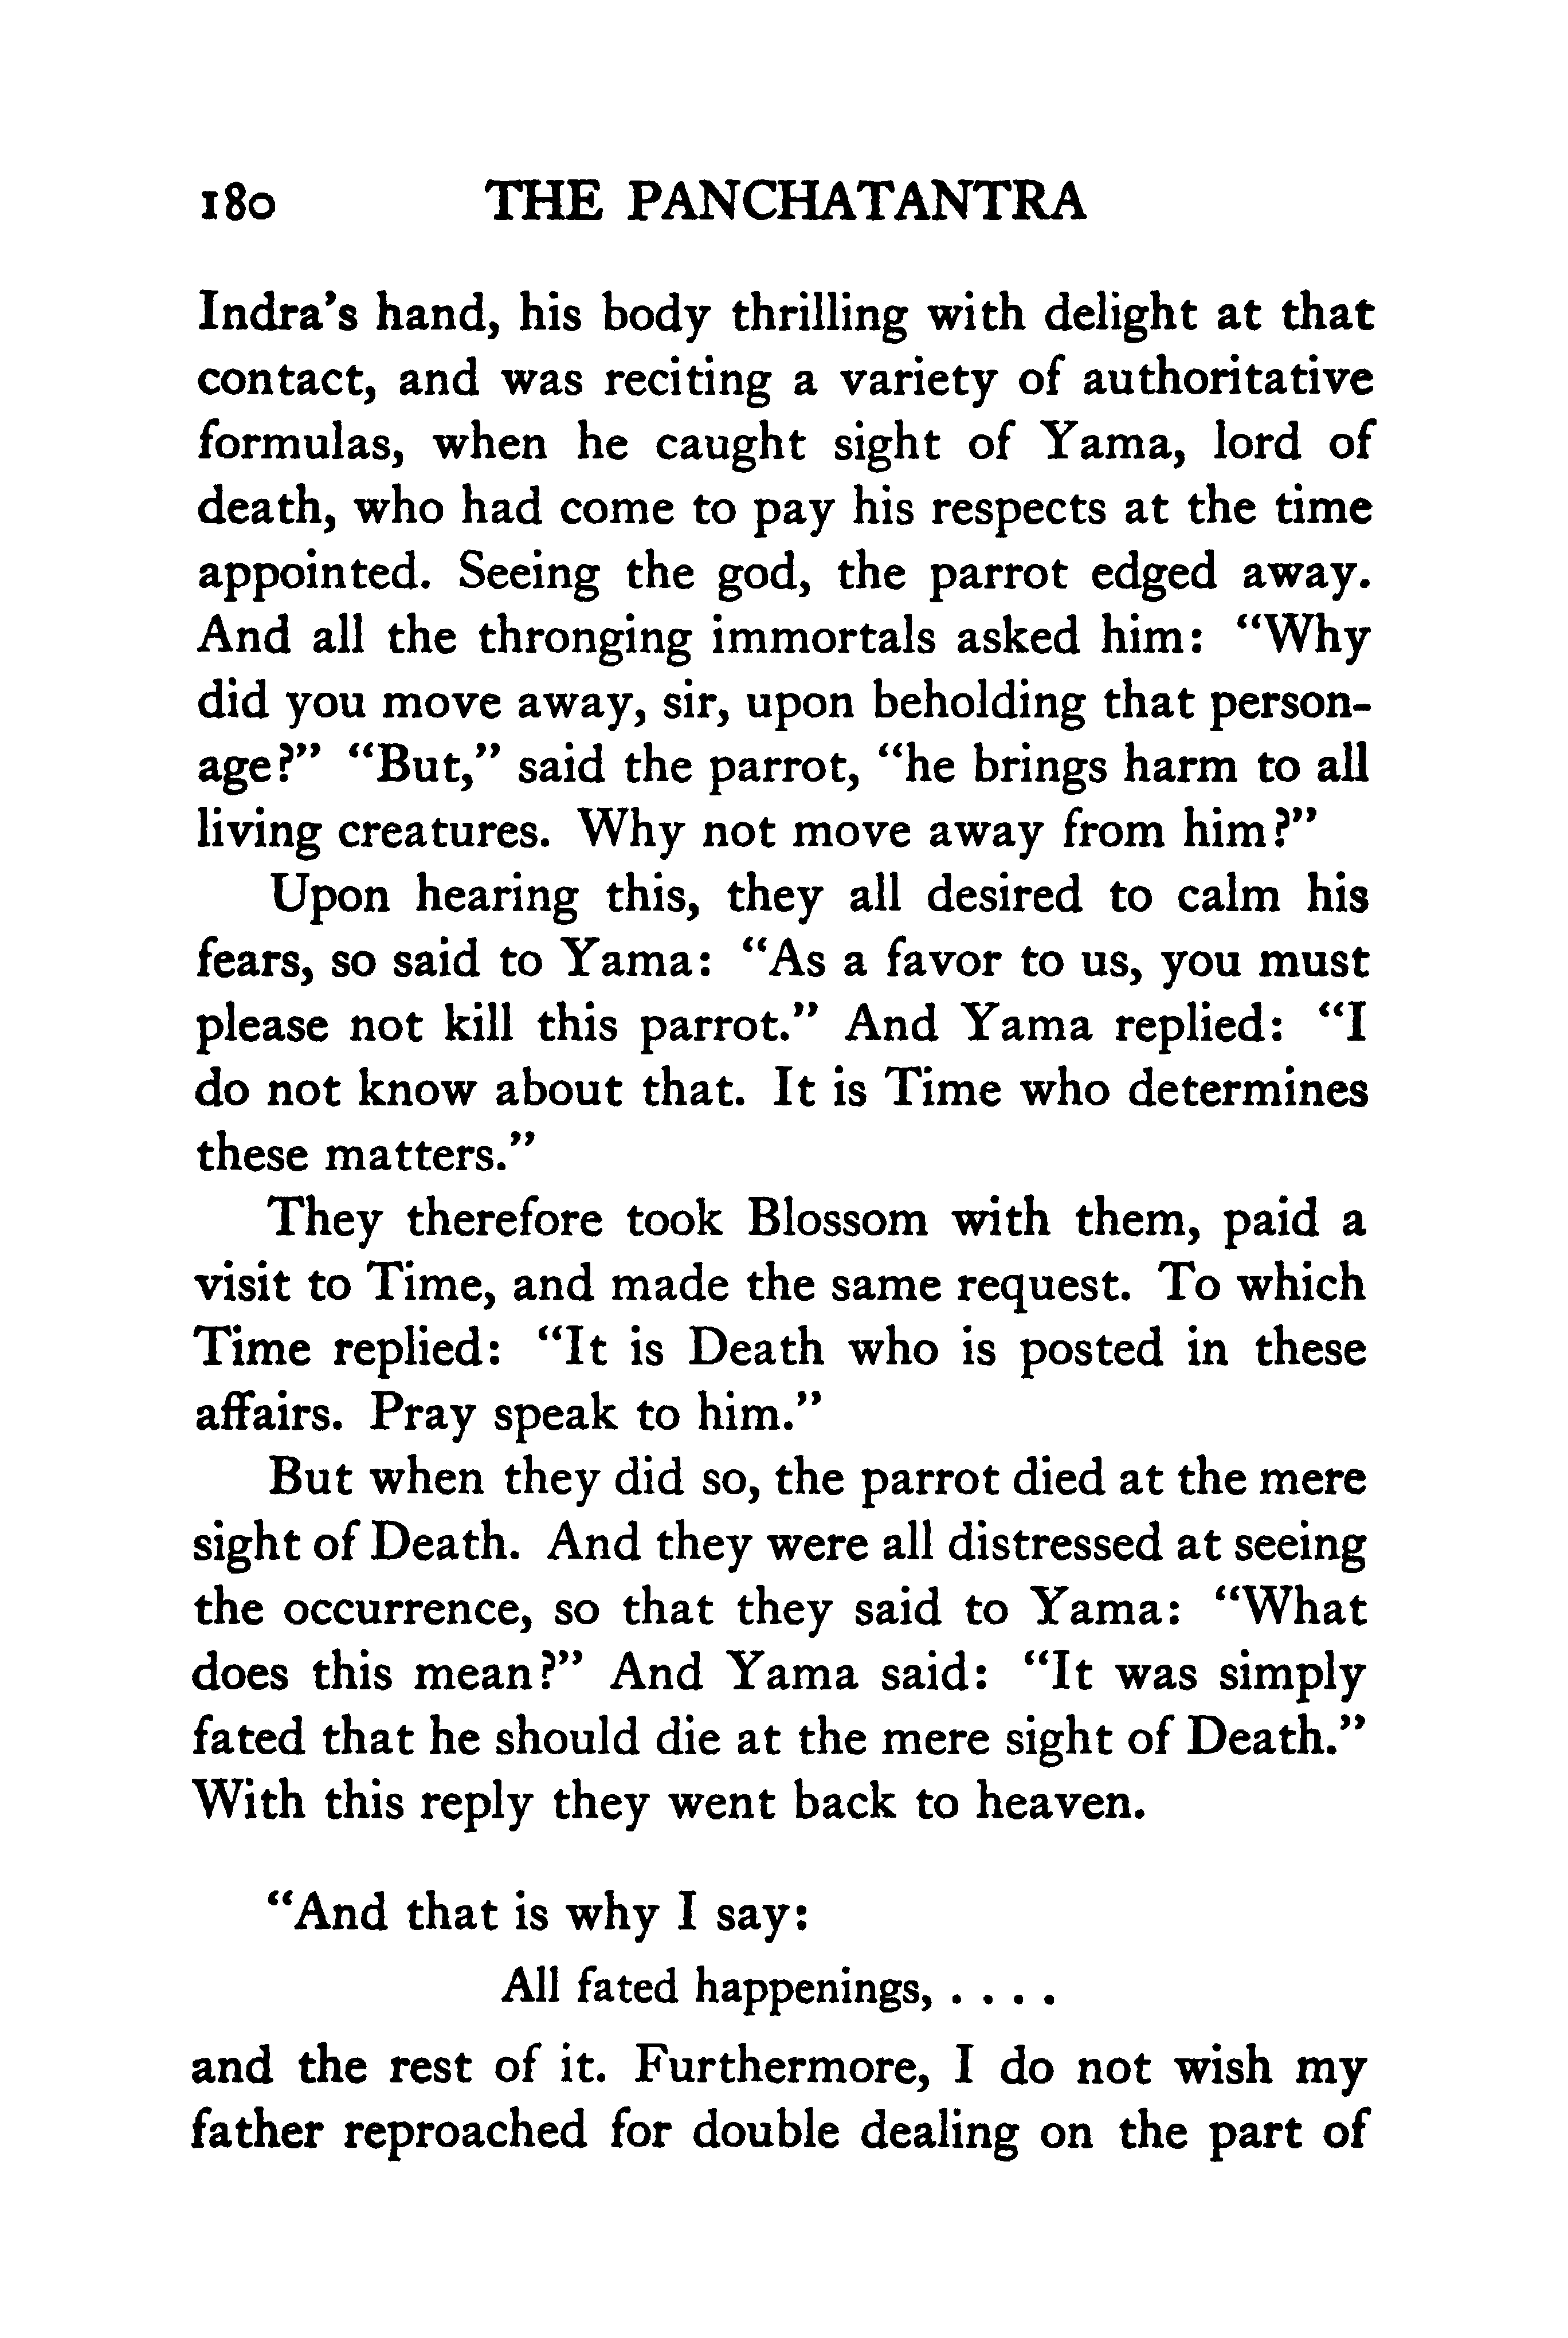 180 THE PANCHATANTRA
Indra’s hand, his body thrilling with delight at that
contact, and was reciting a variety of authoritative
formulas, when he caught sight of Yama, lord of
death, who had come to pay his respects at the time
appointed. Seeing the god, the parrot edged away.
And all the thronging immortals asked him: “Why
did you move away, sir, upon beholding that person-
age?” “But,” said the parrot, “he brings harm to all
living creatures. Why not move away from him?”
Upon hearing this, they all desired to calm his
fears, so said to Yama: “As a favor to us, you must
please not kill this parrot.” And Yama replied: “I
do not know about that. It is Time who determines
these matters.”
They therefore took Blossom with them, paid a
visit to Time, and made the same request. To which
Time replied: “It is Death who is posted in these
affairs. Pray speak to him.”
But when they did so, the parrot died at the mere
sight of Death. And they were all distressed at seeing
the occurrence, so that they said to Yama: “What
does this mean?” And Yama said: “It was simply
fated that he should die at the mere sight of Death.”
With this reply they went back to heaven.
“And that is why I say:
All fated happenings, . . . .
and the rest of it. Furthermore, I do not wish my
father reproached for double dealing on the part of